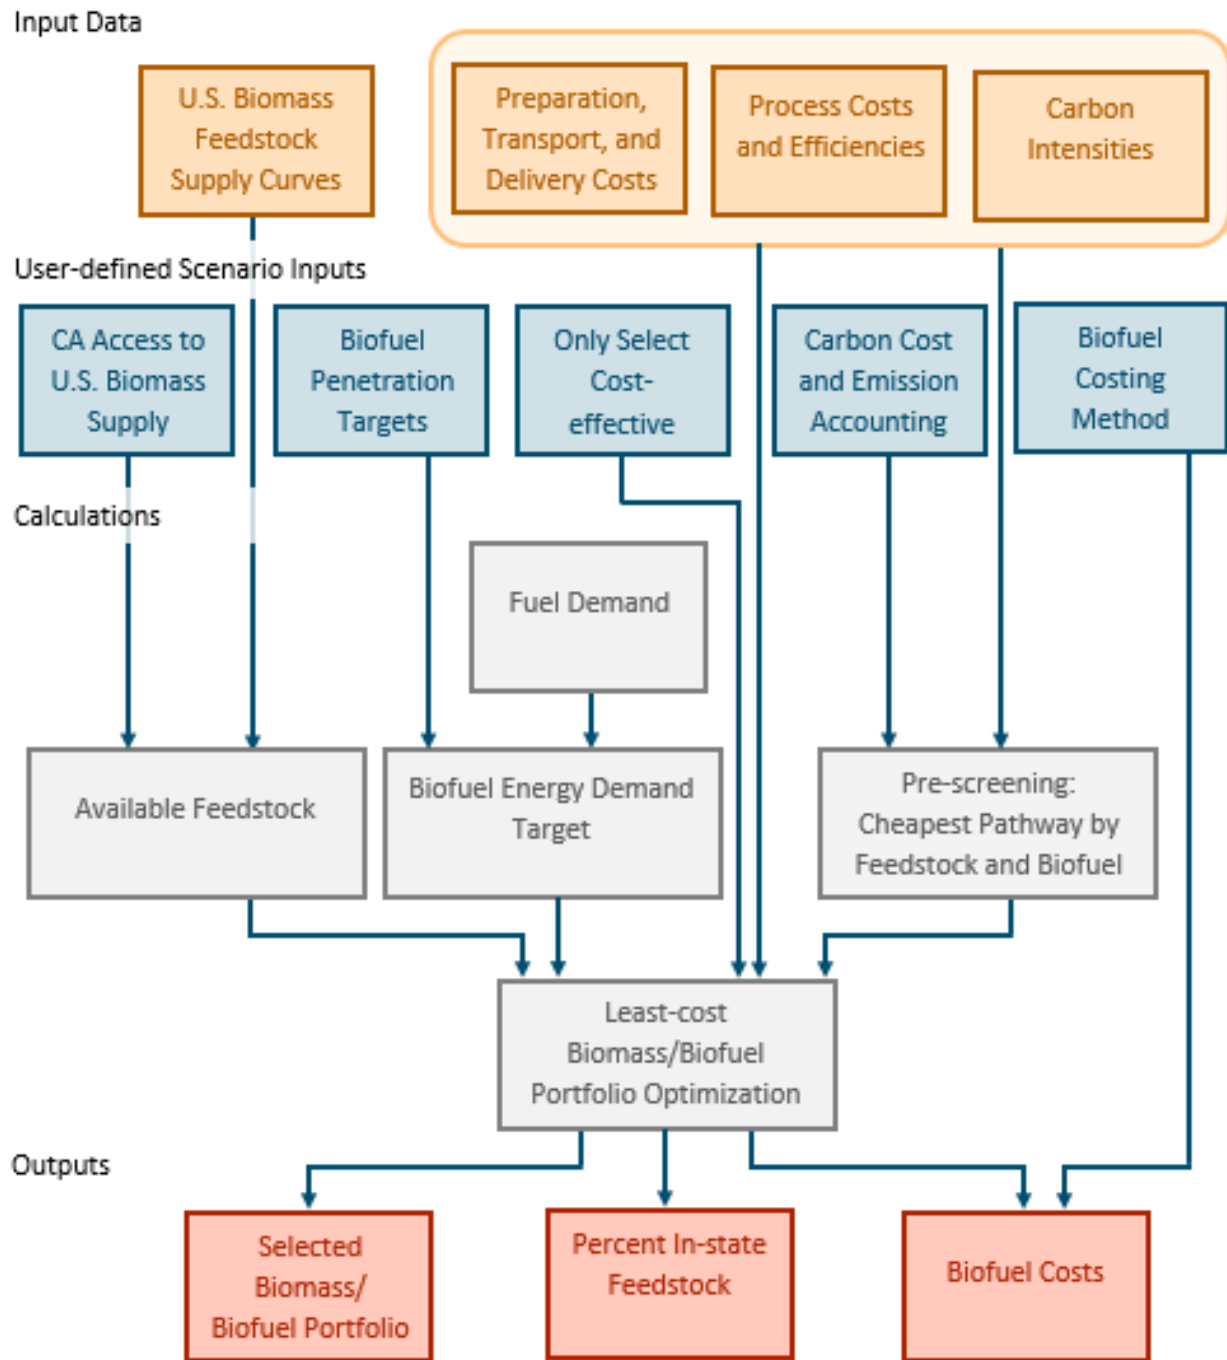 Input Data
U.S. Biomass
Feedstock
Supply Curves
Preparation,
Transport, and
Delivery Costs
Process Costs
and Efficiencies
Carbon
Intensities
User-defined Scenario Inputs
CA Access to
U.S. Biomass
Supply
Biofuel
Penetration
Targets
Only Select
Cost-
effective
Carbon Cost
and Emission
Accounting
Biofuel
Costing
Method
Calculations
Fuel Demand
Available Feedstock
Biofuel Energy Demand
Target
Pre-screening:
Cheapest Pathway by
Feedstock and Biofuel
Least-cost
Biomass/Biofuel
Portfolio Optimization
Outputs
Selected
Biomass/
Biofuel Portfolio
Percent In-state
Feedstock
Biofuel Costs